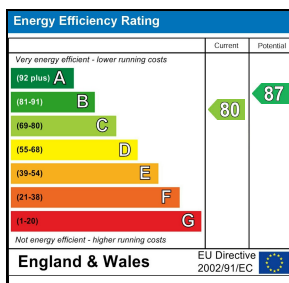 Energy Efficiency Rating
Current Potential
Very energy efficient - lower running costs
(92 plus) A
(81-91) B
(69-80) C
(55-68) D
(39-54) E
(21-38) F
(1-20) G
80
87
Not energy efficient - higher running costs
England & Wales
EU Directive
2002/91/EC